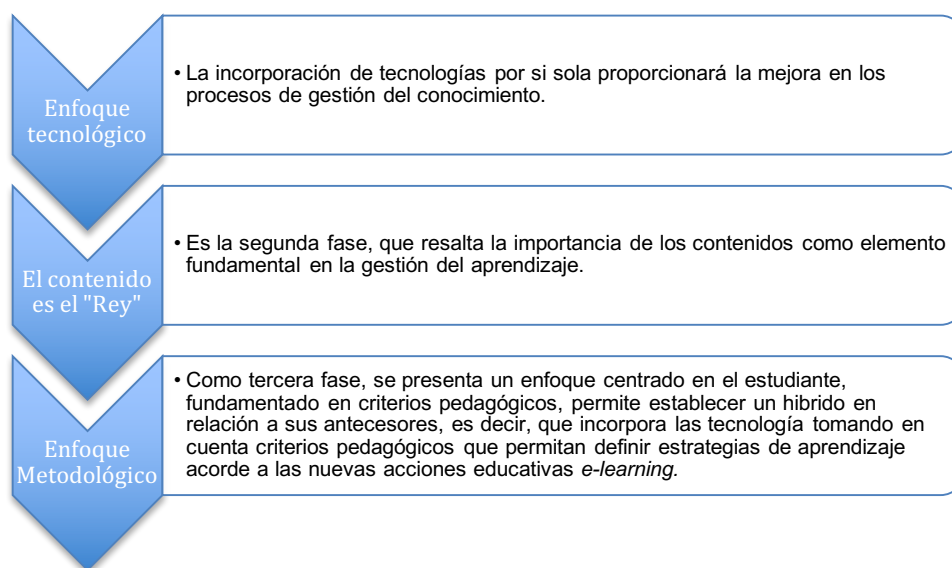 Enfoque
tecnológico
• La incorporación de tecnologías por si sola proporcionará la mejora en los
procesos de gestión del conocimiento.
El contenido
es el "Rey"
• Es la segunda fase, que resalta la importancia de los contenidos como elemento
fundamental en la gestión del aprendizaje.
Enfoque
Metodológico
• Como tercera fase, se presenta un enfoque centrado en el estudiante,
fundamentado en criterios pedagógicos, permite establecer un hibrido en
relación a sus antecesores, es decir, que incorpora las tecnología tomando en
cuenta criterios pedagógicos que permitan definir estrategias de aprendizaje
acorde a las nuevas acciones educativas e-learning.